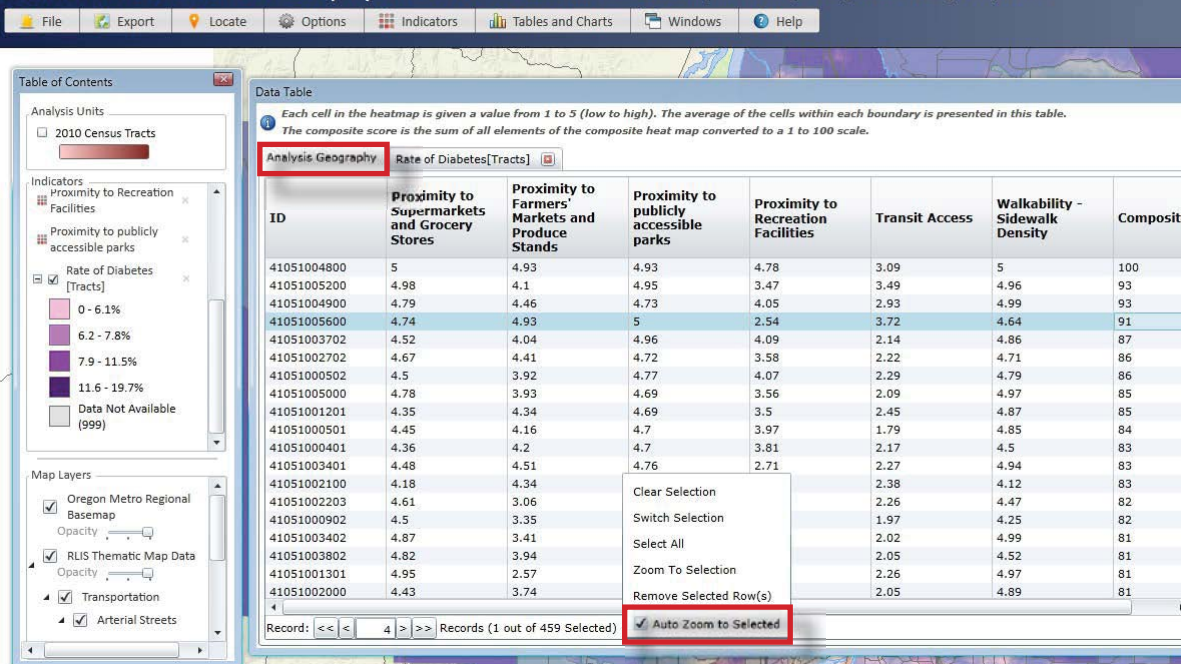 File Export Locate Options Indicators Tables and Charts Windows Help
Table of Contents
Analysis Units
2010 Census Tracts
Indicators
Proximity to Recreation
Facilities
Proximity to publicly
accessible parks
Rate of Diabetes
[Tracts]
0 - 6.1%
6.2 - 7.8%
7.9 - 11.5%
11.6 - 19.7%
Data Not Available
(999)
Map Layers
Oregon Metro Regional
Basemap
Opacity
RLIS Thematic Map Data
Opacity
Transportation
Arterial Streets
Data Table
Each cell in the heatmap is given a value from 1 to 5 (low to high). The average of the cells within each boundary is presented in this table.
The composite score is the sum of all elements of the composite heat map converted to a 1 to 100 scale.
Analysis Geography Rate of Diabetes[Tracts]
ID Proximity to Supermarkets and Grocery Stores Proximity to Farmers' Markets and Produce Stands Proximity to publicly accessible parks Proximity to Recreation Facilities Transit Access Walkability - Sidewalk Density Composit
41051004800 5 4.93 4.93 4.78 3.09 5 100
41051005200 4.98 4.1 4.95 3.47 3.49 4.96 93
41051004900 4.79 4.46 4.73 4.05 2.93 4.99 93
41051005600 4.74 4.93 5 2.54 3.72 4.64 91
41051003702 4.52 4.04 4.96 4.09 2.14 4.86 87
41051002702 4.67 4.41 4.72 3.58 2.22 4.71 86
41051000502 4.5 3.92 4.77 4.07 2.29 4.79 86
41051005000 4.78 3.93 4.69 3.56 2.09 4.97 85
41051001201 4.35 4.34 4.69 3.5 2.45 4.87 85
41051000501 4.45 4.16 4.7 3.97 1.79 4.85 84
41051000401 4.36 4.2 4.7 3.81 2.17 4.5 83
41051003401 4.48 4.51 4.76 2.71 2.27 4.94 83
41051002100 4.18 4.34 2.38 4.12 83
41051002203 4.61 3.06 2.26 4.47 82
41051000902 4.5 3.35 1.97 4.25 82
41051003402 4.87 3.41 2.02 4.99 81
41051003802 4.82 3.94 2.05 4.52 81
41051001301 4.95 2.57 2.26 4.97 81
41051002000 4.43 3.74 2.05 4.89 81
Clear Selection
Switch Selection
Select All
Zoom To Selection
Remove Selected Row(s)
Auto Zoom to Selected
Record: << < 4 > >> Records (1 out of 459 Selected)